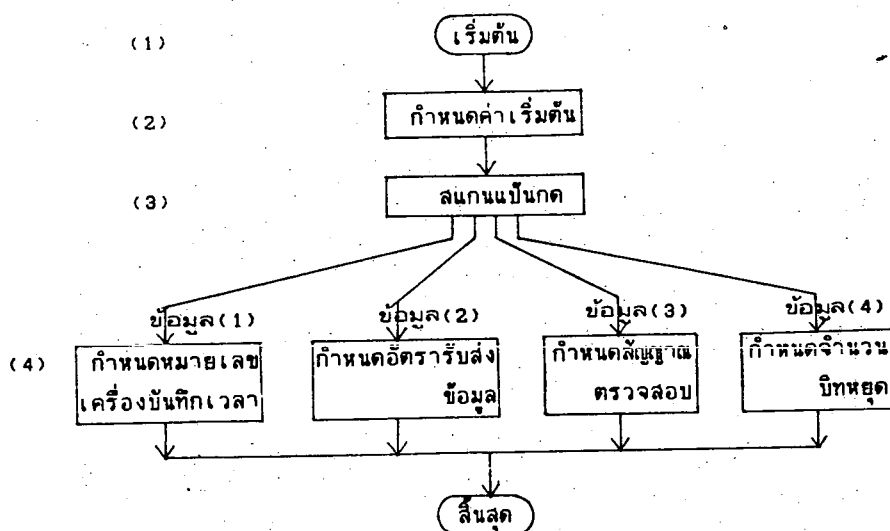 (1) เริ่มต้น
(2) กำหนดค่าเริ่มต้น
(3) สแกนแป้นกด
ข้อมูล(1) ข้อมูล(2) ข้อมูล(3) ข้อมูล(4)
(4) กำหนดหมายเลข กำหนดอัตรารับส่ง กำหนดสัญญาณ กำหนดจำนวน
เครื่องบันทึกเวลา ข้อมูล ตรวจสอบ บิทหยุด
สิ้นสุด